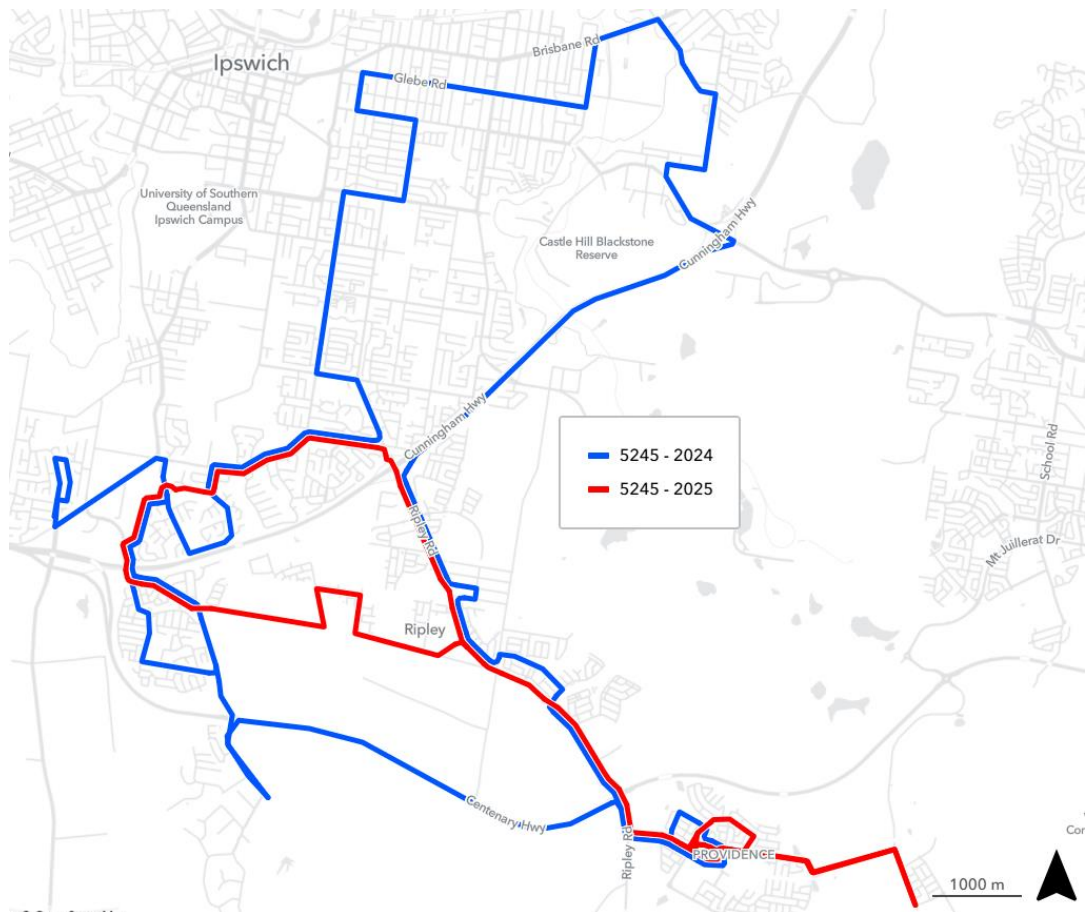 Ipswich
Brisbane Rd
Glebe Rd
University of Southern
Queensland
Ipswich Campus
Castle Hill Blackstone
Reserve
Cunningham Hwy
Cunningham Hwy
5245 - 2024
5245 - 2025
School Rd
Ripley Rd
Mt Juillerat Dr
Ripley
Centenary Hwy
Ripley Rd
PROVIDENCE
Cor
1000 m